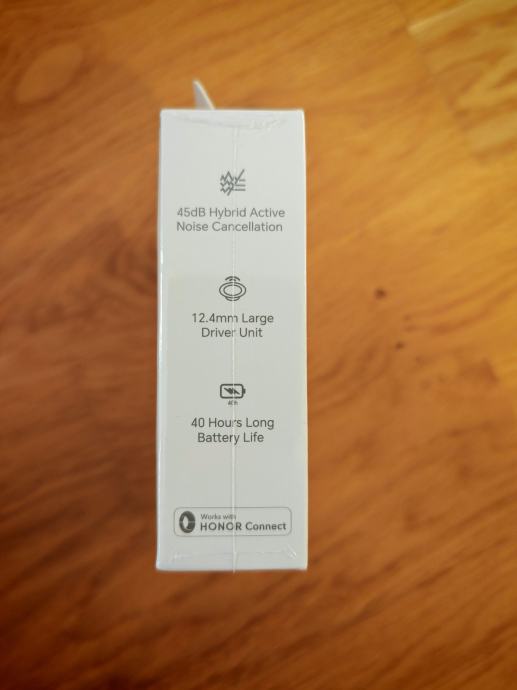 45dB Hybrid Active
Noise Cancellation
12.4mm Large
Driver Unit
40h
40 Hours Long
Battery Life
Works with
HONOR Connect